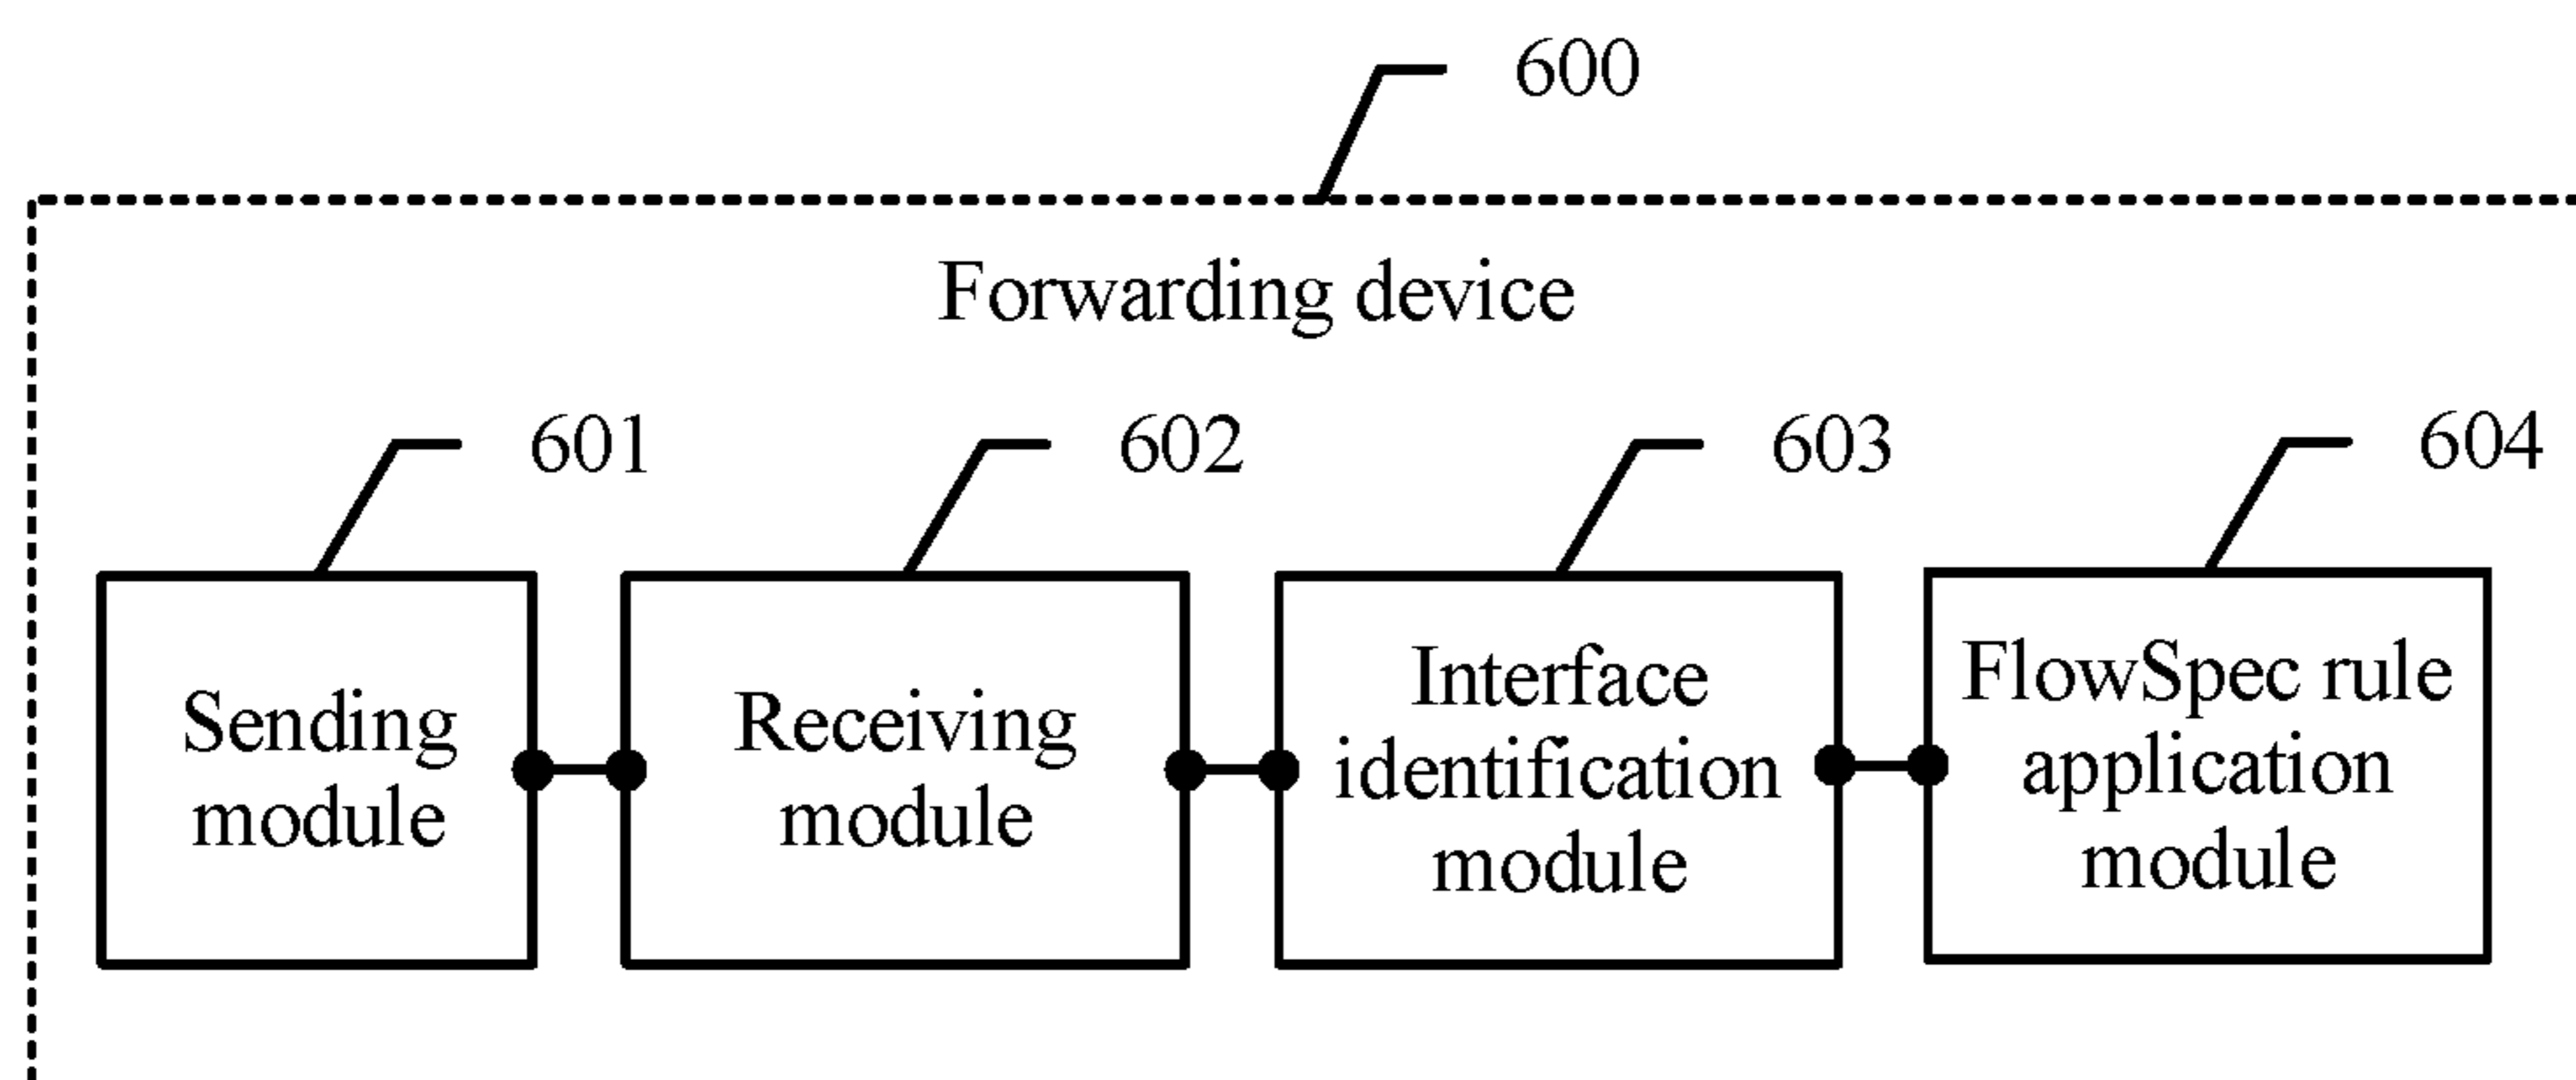 600
Forwarding device
601
602
603
604
Sending
module
Receiving
module
Interface
identification
module
FlowSpec rule
application
module